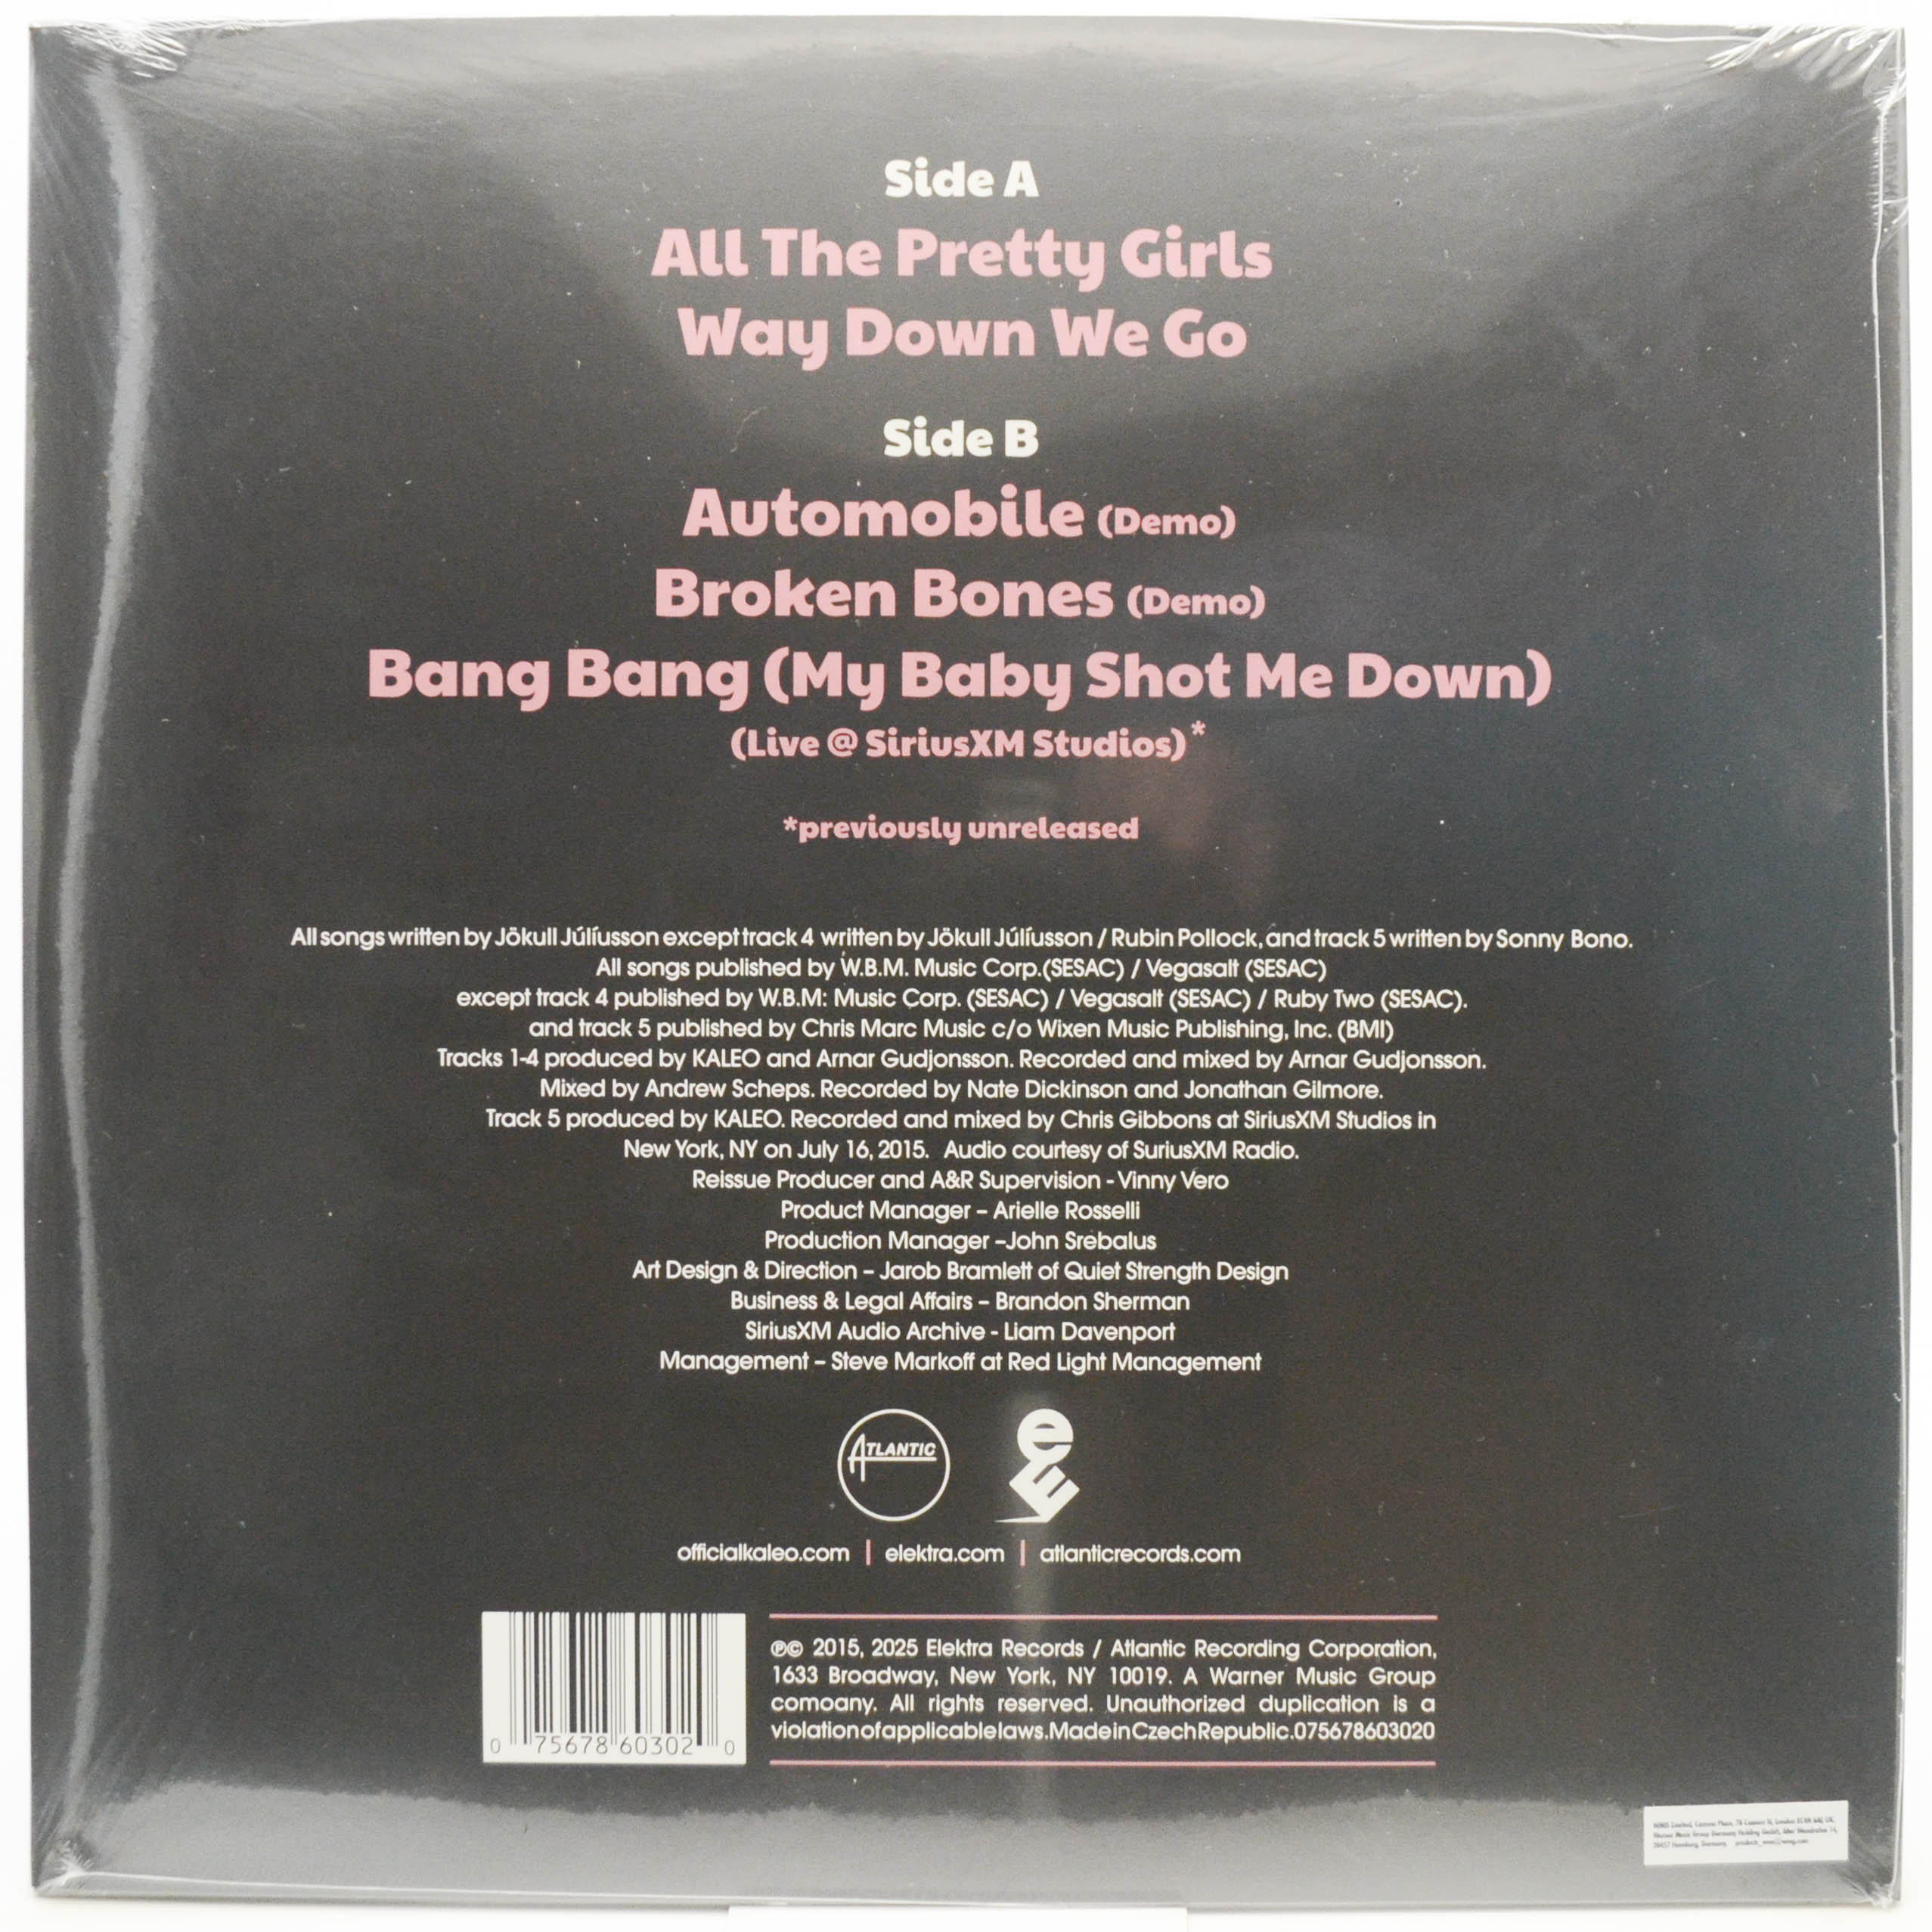 Side A
All The Pretty Girls
Way Down We Go
Side B
Automobile (Demo)
Broken Bones (Demo)
Bang Bang (My Baby Shot Me Down)
(Live @ SiriusXM Studios)*
*previously unreleased
All songs written by Jökull Júlíusson except track 4 written by Jökull Júlíusson / Rubin Pollock, and track 5 written by Sonny Bono.
All songs published by W.B.M. Music Corp.(SESAC) / Vegasalt (SESAC)
except track 4 published by W.B.M: Music Corp. (SESAC) / Vegasalt (SESAC) / Ruby Two (SESAC).
and track 5 published by Chris Marc Music c/o Wixen Music Publishing, Inc. (BMI)
Tracks 1-4 produced by KALEO and Arnar Gudjonsson. Recorded and mixed by Arnar Gudjonsson.
Mixed by Andrew Scheps. Recorded by Nate Dickinson and Jonathan Gilmore.
Track 5 produced by KALEO. Recorded and mixed by Chris Gibbons at SiriusXM Studios in
New York, NY on July 16, 2015. Audio courtesy of SuriusXM Radio.
Reissue Producer and A&R Supervision - Vinny Vero
Product Manager – Arielle Rosselli
Production Manager –John Srebalus
Art Design & Direction – Jarob Bramlett of Quiet Strength Design
Business & Legal Affairs – Brandon Sherman
SiriusXM Audio Archive - Liam Davenport
Management – Steve Markoff at Red Light Management
ATLANTIC
officialkaleo.com | elektra.com | atlanticrecords.com
℗© 2015, 2025 Elektra Records / Atlantic Recording Corporation,
1633 Broadway, New York, NY 10019. A Warner Music Group
comoany. All rights reserved. Unauthorized duplication is a
violation of applicable laws. Made in Czech Republic. 075678603020
0 75678 60302 0